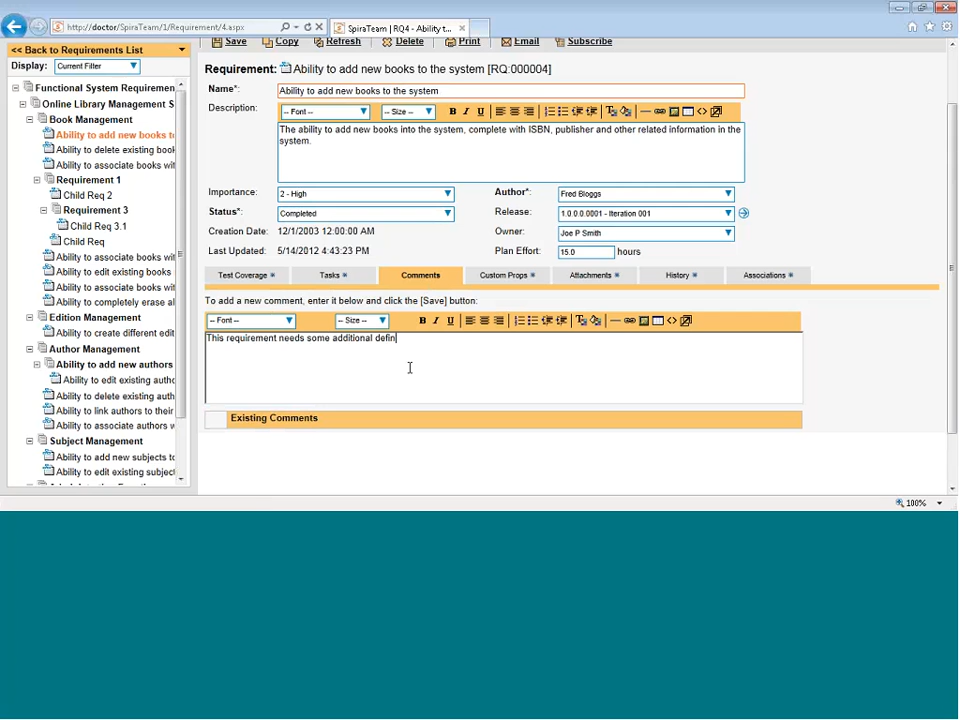 http://doctor/SpiraTeam/1/Requirement/4.aspx
SpiraTeam | RQ4 - Ability t...
<< Back to Requirements List
Save Copy Refresh Delete Print Email Subscribe
Display: Current Filter
Requirement: Ability to add new books to the system [RQ:000004]
Functional System Requiremen
Online Library Management S
Book Management
Ability to add new books to
Ability to delete existing book
Ability to associate books wit
Requirement 1
Child Req 2
Requirement 3
Child Req 3.1
Child Req
Ability to associate books wit
Ability to edit existing books
Ability to associate books wit
Ability to completely erase al
Edition Management
Ability to create different edit
Author Management
Ability to add new authors
Ability to edit existing autho
Ability to delete existing auth
Ability to link authors to their
Ability to associate authors w
Subject Management
Ability to add new subjects to
Ability to edit existing subject
Name*: Ability to add new books to the system
Description: -- Font -- -- Size -- B I U
The ability to add new books into the system, complete with ISBN, publisher and other related information in the
system.
Importance: 2 - High Author*: Fred Bloggs
Status*: Completed Release: 1.0.0.0.0001 - Iteration 001
Creation Date: 12/1/2003 12:00:00 AM Owner: Joe P Smith
Last Updated: 5/14/2012 4:43:23 PM Plan Effort: 15.0 hours
Test Coverage Tasks Comments Custom Props Attachments History Associations
To add a new comment, enter it below and click the [Save] button:
-- Font -- -- Size -- B I U
This requirement needs some additional defin
Existing Comments
100%